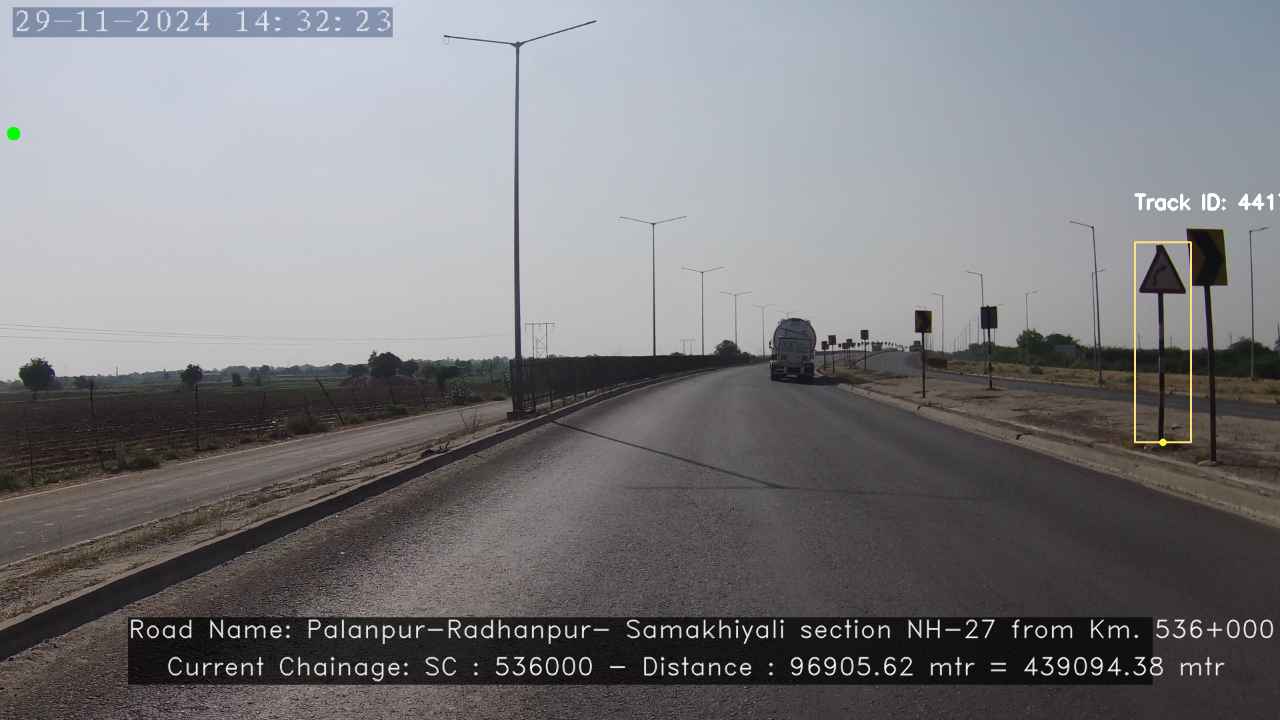 29-11-2024 14:32:23
Track ID: 4417
Road Name: Palanpur-Radhanpur- Samakhiyali section NH-27 from Km. 536+000
Current Chainage: SC : 536000 - Distance : 96905.62 mtr = 439094.38 mtr